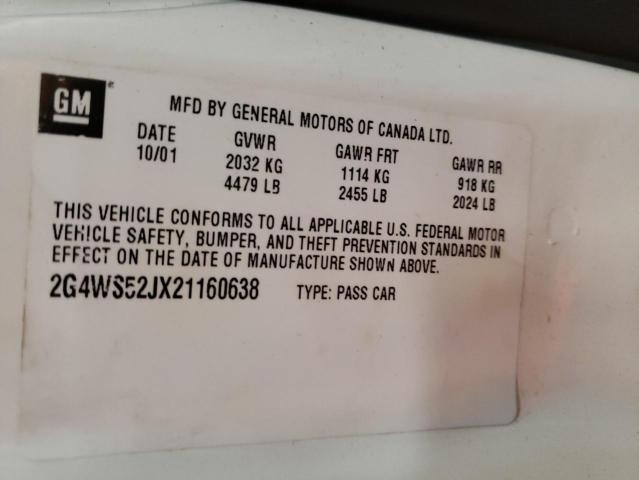 GM
MFD BY GENERAL MOTORS OF CANADA LTD.
DATE GVWR GAWR FRT GAWR RR
10/01 2032 KG 1114 KG 918 KG
4479 LB 2455 LB 2024 LB
THIS VEHICLE CONFORMS TO ALL APPLICABLE U.S. FEDERAL MOTOR
VEHICLE SAFETY, BUMPER, AND THEFT PREVENTION STANDARDS IN
EFFECT ON THE DATE OF MANUFACTURE SHOWN ABOVE.
2G4WS52JX21160638 TYPE: PASS CAR